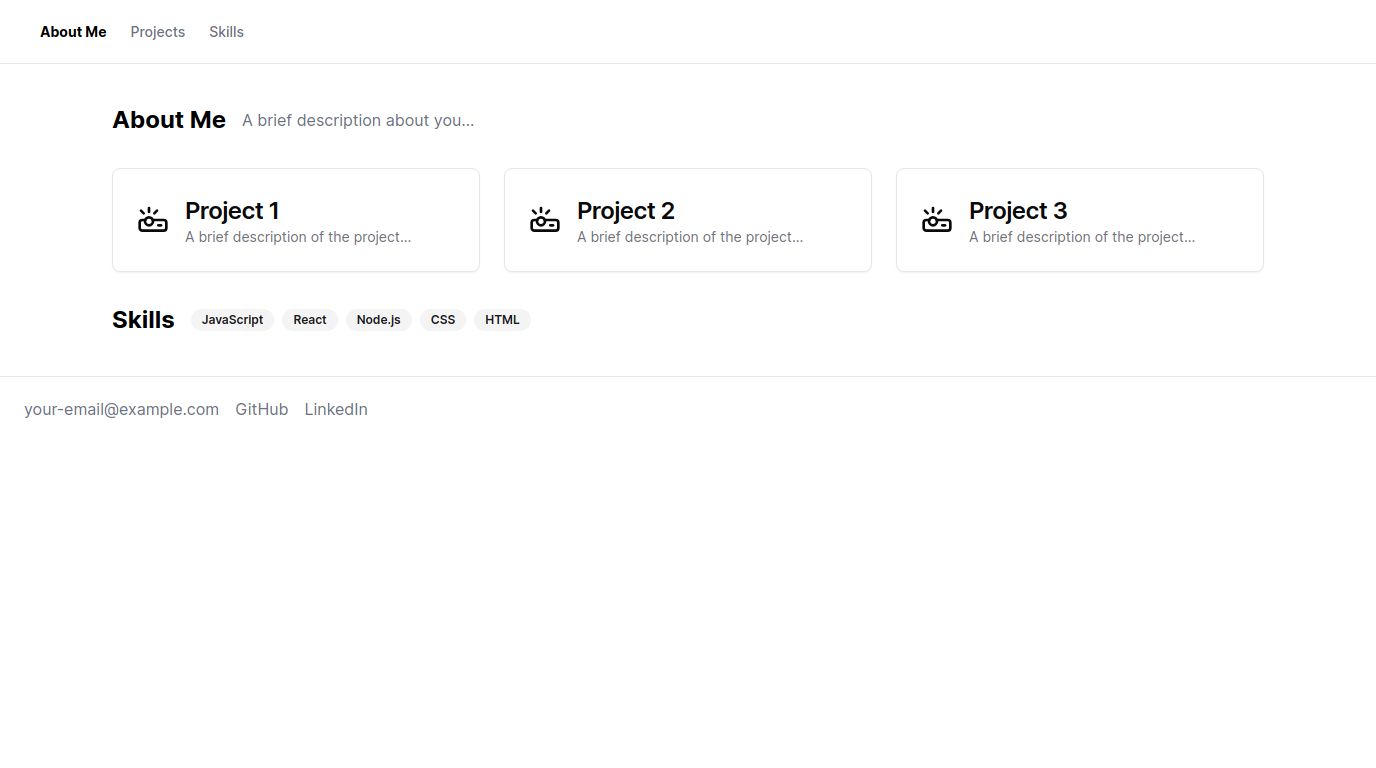 About Me Projects Skills
About Me A brief description about you...
Project 1
A brief description of the project...
Project 2
A brief description of the project...
Project 3
A brief description of the project...
Skills JavaScript React Node.js CSS HTML
your-email@example.com GitHub LinkedIn